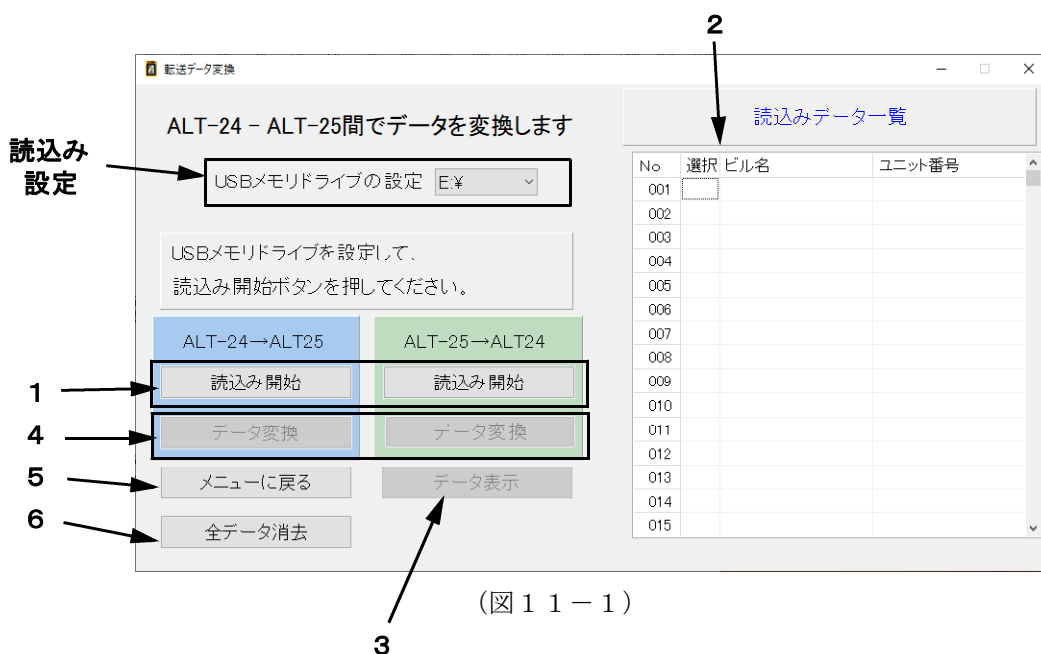 2
転送データ変換
ALT-24 - ALT-25間でデータを変換します
読込みデータ一覧
読込み
設定
USBメモリドライブの設定 E:¥
No 選択 ビル名 ユニット番号
001
002
003
004
005
006
007
008
009
010
011
012
013
014
015
USBメモリドライブを設定して、
読込み開始ボタンを押してください。
ALT-24→ALT25 ALT-25→ALT24
1 読込み開始 読込み開始
4 データ変換 データ変換
5 メニューに戻る データ表示
6 全データ消去
(図11-1)
3